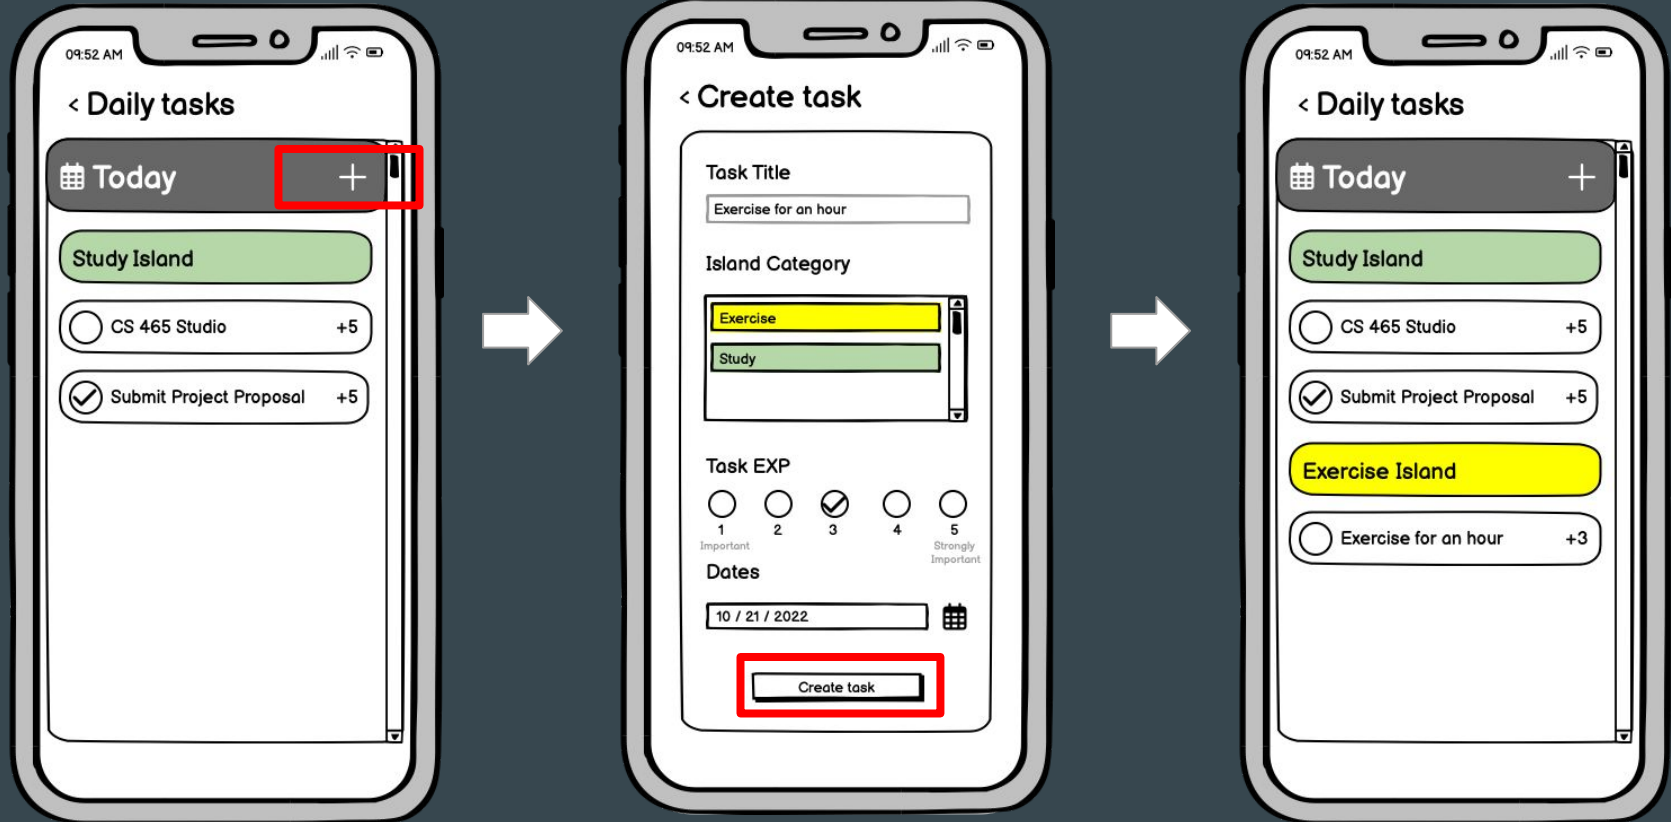 09:52 AM
< Daily tasks
Today +
Study Island
CS 465 Studio +5
Submit Project Proposal +5
09:52 AM
< Create task
Task Title
Exercise for an hour
Island Category
Exercise
Study
Task EXP
1 2 3 4 5
Important Strongly
Important
Dates
10 / 21 / 2022
Create task
09:52 AM
< Daily tasks
Today +
Study Island
CS 465 Studio +5
Submit Project Proposal +5
Exercise Island
Exercise for an hour +3